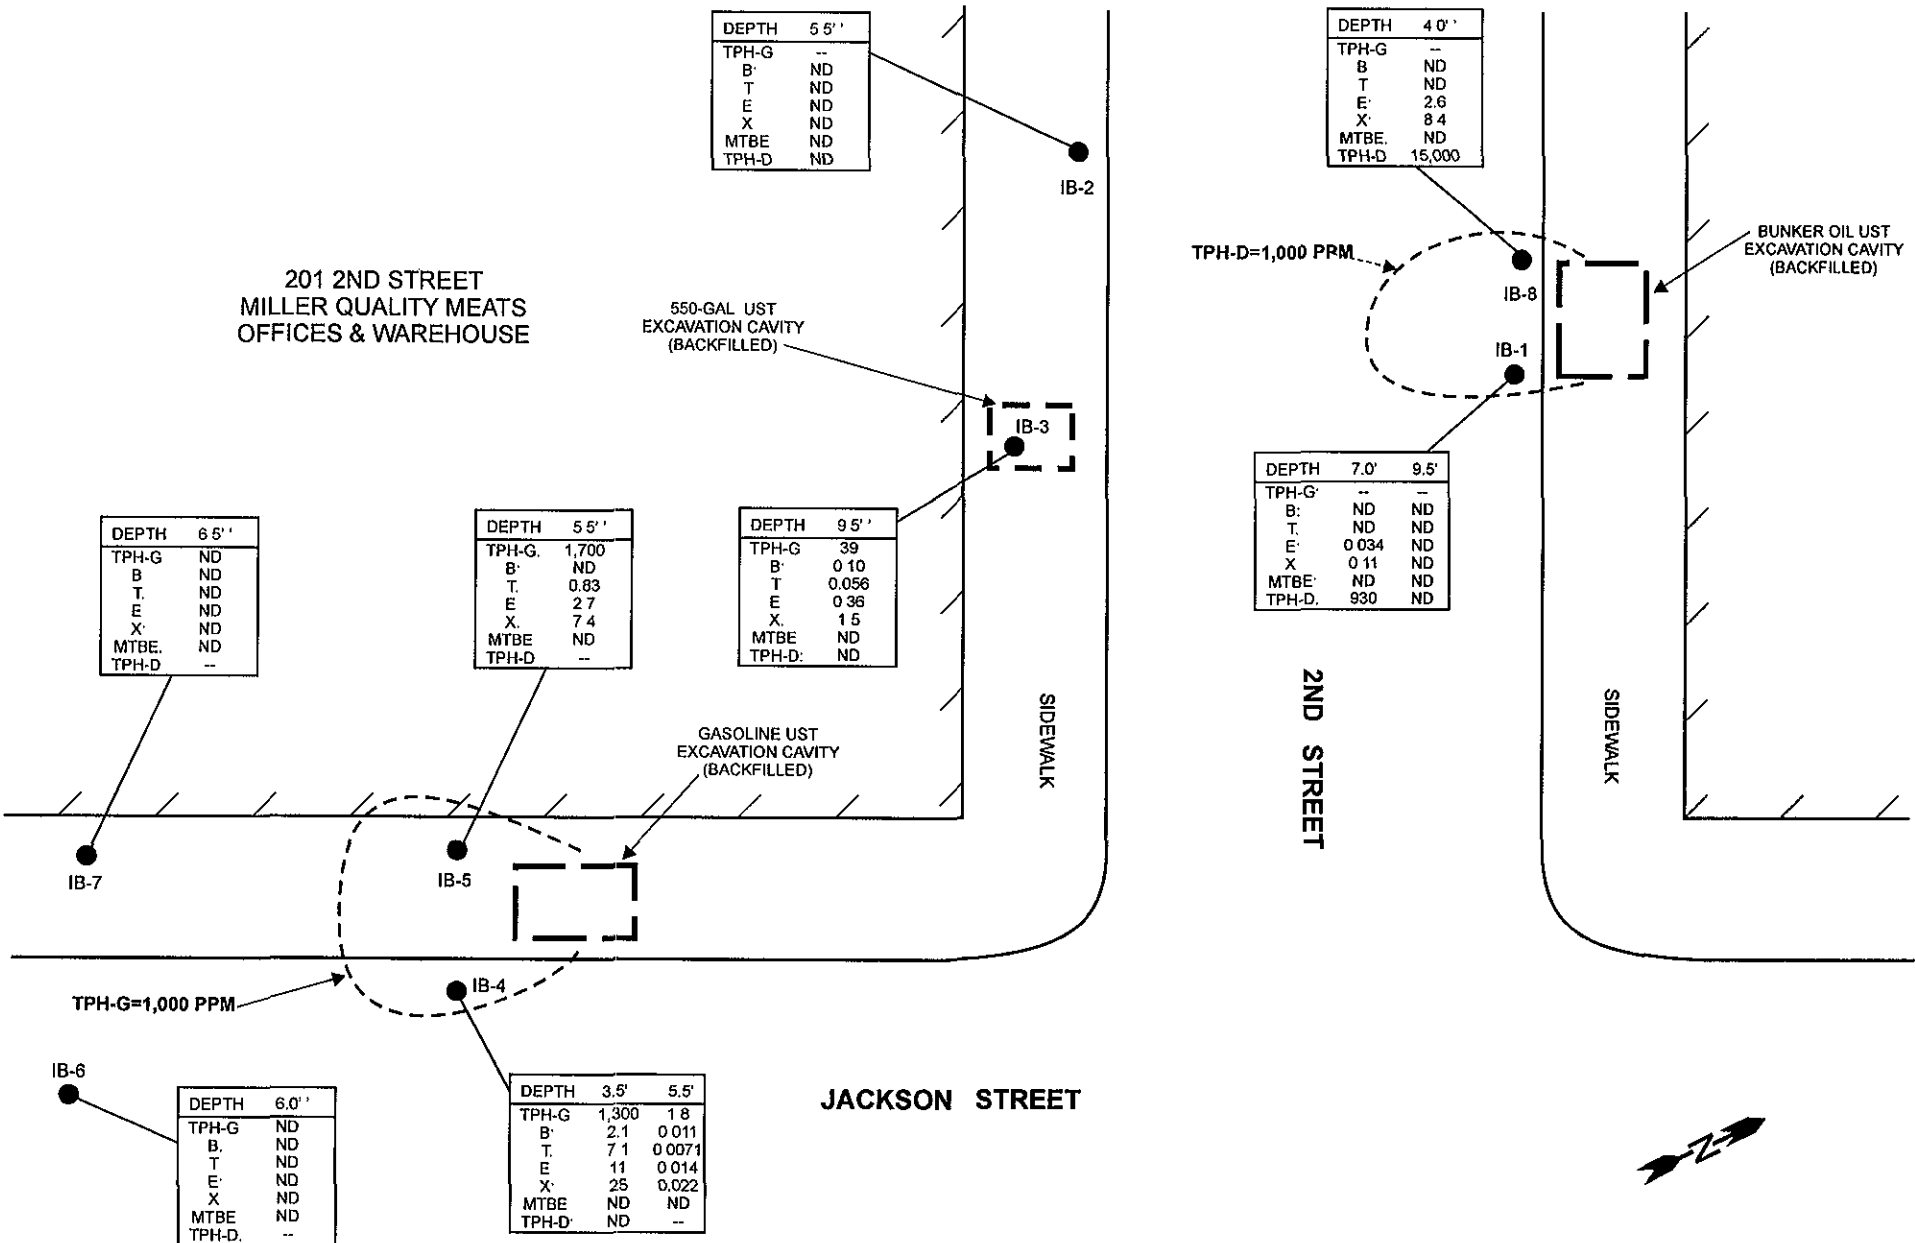 DEPTH 5 5''
TPH-G --
B' ND
T ND
E ND
X ND
MTBE ND
TPH-D ND
IB-2
DEPTH 4 0''
TPH-G --
B ND
T ND
E' 2.6
X' 8 4
MTBE. ND
TPH-D 15,000
TPH-D=1,000 PRM
IB-8
IB-1
BUNKER OIL UST
EXCAVATION CAVITY
(BACKFILLED)
201 2ND STREET
MILLER QUALITY MEATS
OFFICES & WAREHOUSE
550-GAL UST
EXCAVATION CAVITY
(BACKFILLED)
IB-3
DEPTH 7.0' 9.5'
TPH-G' -- --
B: ND ND
T. ND ND
E' 0 034 ND
X 0 11 ND
MTBE' ND ND
TPH-D. 930 ND
DEPTH 6 5''
TPH-G ND
B ND
T. ND
E ND
X' ND
MTBE. ND
TPH-D --
DEPTH 5 5''
TPH-G. 1,700
B' ND
T. 0.83
E 2 7
X. 7 4
MTBE ND
TPH-D --
DEPTH 9 5''
TPH-G 39
B' 0 10
T 0.056
E 0 36
X. 1 5
MTBE ND
TPH-D: ND
SIDEWALK
2ND STREET
SIDEWALK
GASOLINE UST
EXCAVATION CAVITY
(BACKFILLED)
IB-7
IB-5
IB-4
TPH-G=1,000 PPM
IB-6
DEPTH 6.0''
TPH-G ND
B. ND
T ND
E' ND
X ND
MTBE ND
TPH-D. --
DEPTH 3.5' 5.5'
TPH-G 1,300 1 8
B' 2.1 0 011
T. 7 1 0 0071
E 11 0 014
X' 25 0.022
MTBE ND ND
TPH-D' ND --
JACKSON STREET
N